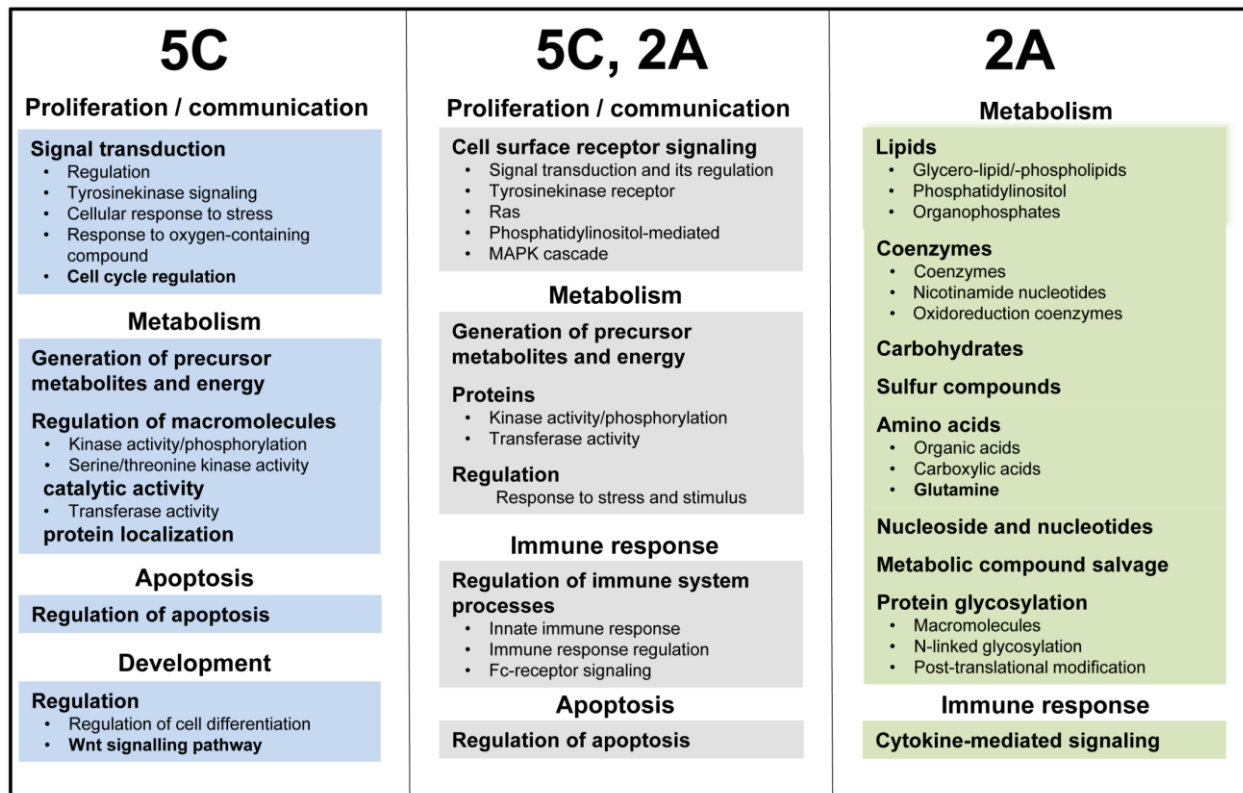 5C
Proliferation / communication
Signal transduction
• Regulation
• Tyrosinekinase signaling
• Cellular response to stress
• Response to oxygen-containing
compound
• Cell cycle regulation
Metabolism
Generation of precursor
metabolites and energy
Regulation of macromolecules
• Kinase activity/phosphorylation
• Serine/threonine kinase activity
catalytic activity
• Transferase activity
protein localization
Apoptosis
Regulation of apoptosis
Development
Regulation
• Regulation of cell differentiation
• Wnt signalling pathway
5C, 2A
Proliferation / communication
Cell surface receptor signaling
• Signal transduction and its regulation
• Tyrosinekinase receptor
• Ras
• Phosphatidylinositol-mediated
• MAPK cascade
Metabolism
Generation of precursor
metabolites and energy
Proteins
• Kinase activity/phosphorylation
• Transferase activity
Regulation
Response to stress and stimulus
Immune response
Regulation of immune system
processes
• Innate immune response
• Immune response regulation
• Fc-receptor signaling
Apoptosis
Regulation of apoptosis
2A
Metabolism
Lipids
• Glycero-lipid/-phospholipids
• Phosphatidylinositol
• Organophosphates
Coenzymes
• Coenzymes
• Nicotinamide nucleotides
• Oxidoreduction coenzymes
Carbohydrates
Sulfur compounds
Amino acids
• Organic acids
• Carboxylic acids
• Glutamine
Nucleoside and nucleotides
Metabolic compound salvage
Protein glycosylation
• Macromolecules
• N-linked glycosylation
• Post-translational modification
Immune response
Cytokine-mediated signaling